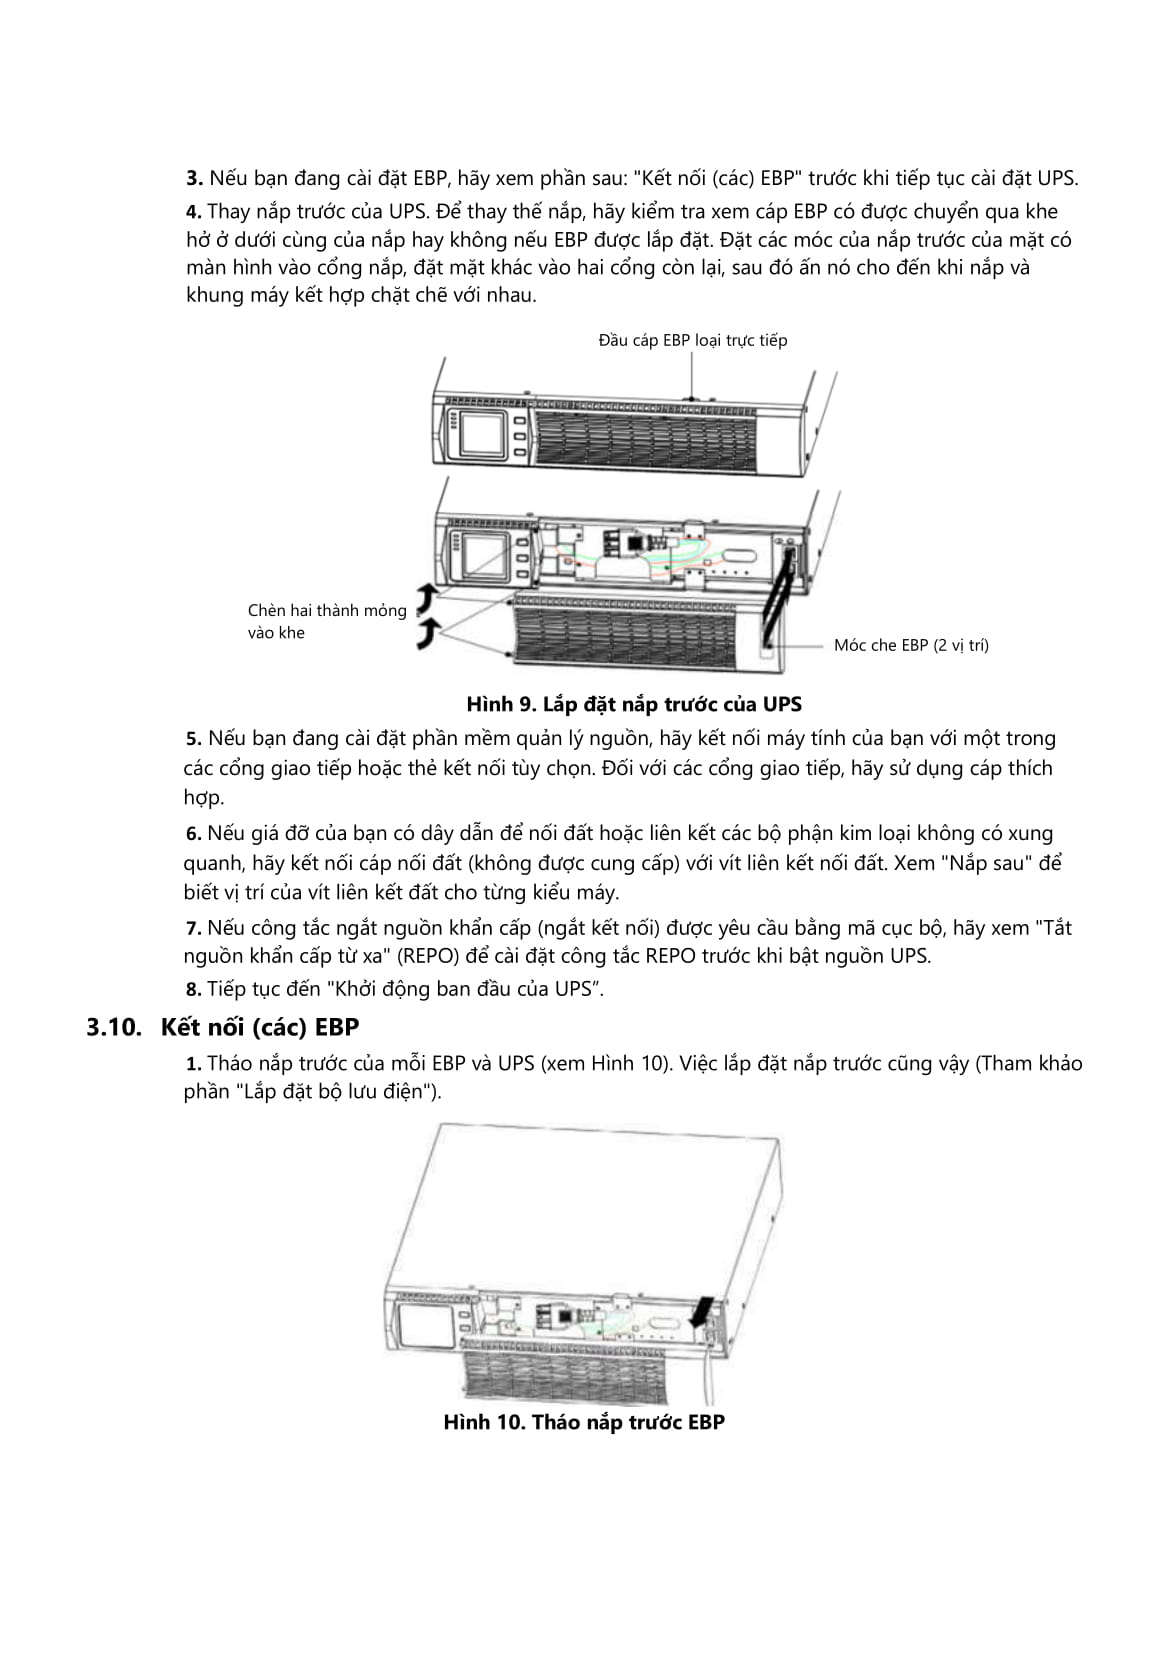 3. Nếu bạn đang cài đặt EBP, hãy xem phần sau: "Kết nối (các) EBP" trước khi tiếp tục cài đặt UPS.
4. Thay nắp trước của UPS. Để thay thế nắp, hãy kiểm tra xem cáp EBP có được chuyển qua khe
hở ở dưới cùng của nắp hay không nếu EBP được lắp đặt. Đặt các móc của nắp trước của mặt có
màn hình vào cổng nắp, đặt mặt khác vào hai cổng còn lại, sau đó ấn nó cho đến khi nắp và
khung máy kết hợp chặt chẽ với nhau.
Đầu cáp EBP loại trực tiếp
Chèn hai thành mỏng
vào khe
Móc che EBP (2 vị trí)
Hình 9. Lắp đặt nắp trước của UPS
5. Nếu bạn đang cài đặt phần mềm quản lý nguồn, hãy kết nối máy tính của bạn với một trong
các cổng giao tiếp hoặc thẻ kết nối tùy chọn. Đối với các cổng giao tiếp, hãy sử dụng cáp thích
hợp.
6. Nếu giá đỡ của bạn có dây dẫn để nối đất hoặc liên kết các bộ phận kim loại không có xung
quanh, hãy kết nối cáp nối đất (không được cung cấp) với vít liên kết nối đất. Xem "Nắp sau" để
biết vị trí của vít liên kết đất cho từng kiểu máy.
7. Nếu công tắc ngắt nguồn khẩn cấp (ngắt kết nối) được yêu cầu bằng mã cục bộ, hãy xem "Tắt
nguồn khẩn cấp từ xa" (REPO) để cài đặt công tắc REPO trước khi bật nguồn UPS.
8. Tiếp tục đến "Khởi động ban đầu của UPS”.
3.10. Kết nối (các) EBP
1. Tháo nắp trước của mỗi EBP và UPS (xem Hình 10). Việc lắp đặt nắp trước cũng vậy (Tham khảo
phần "Lắp đặt bộ lưu điện").
Hình 10. Tháo nắp trước EBP